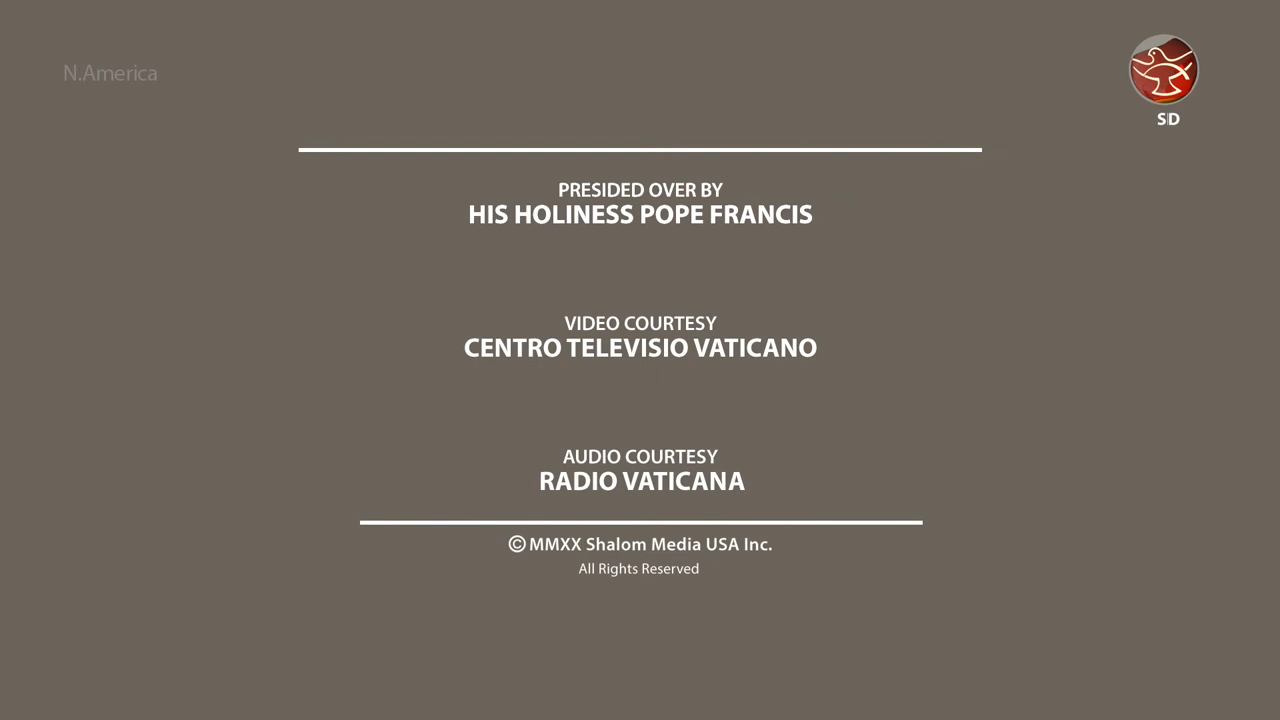 N.America
SD
PRESIDED OVER BY
HIS HOLINESS POPE FRANCIS
VIDEO COURTESY
CENTRO TELEVISIO VATICANO
AUDIO COURTESY
RADIO VATICANA
© MMXX Shalom Media USA Inc.
All Rights Reserved